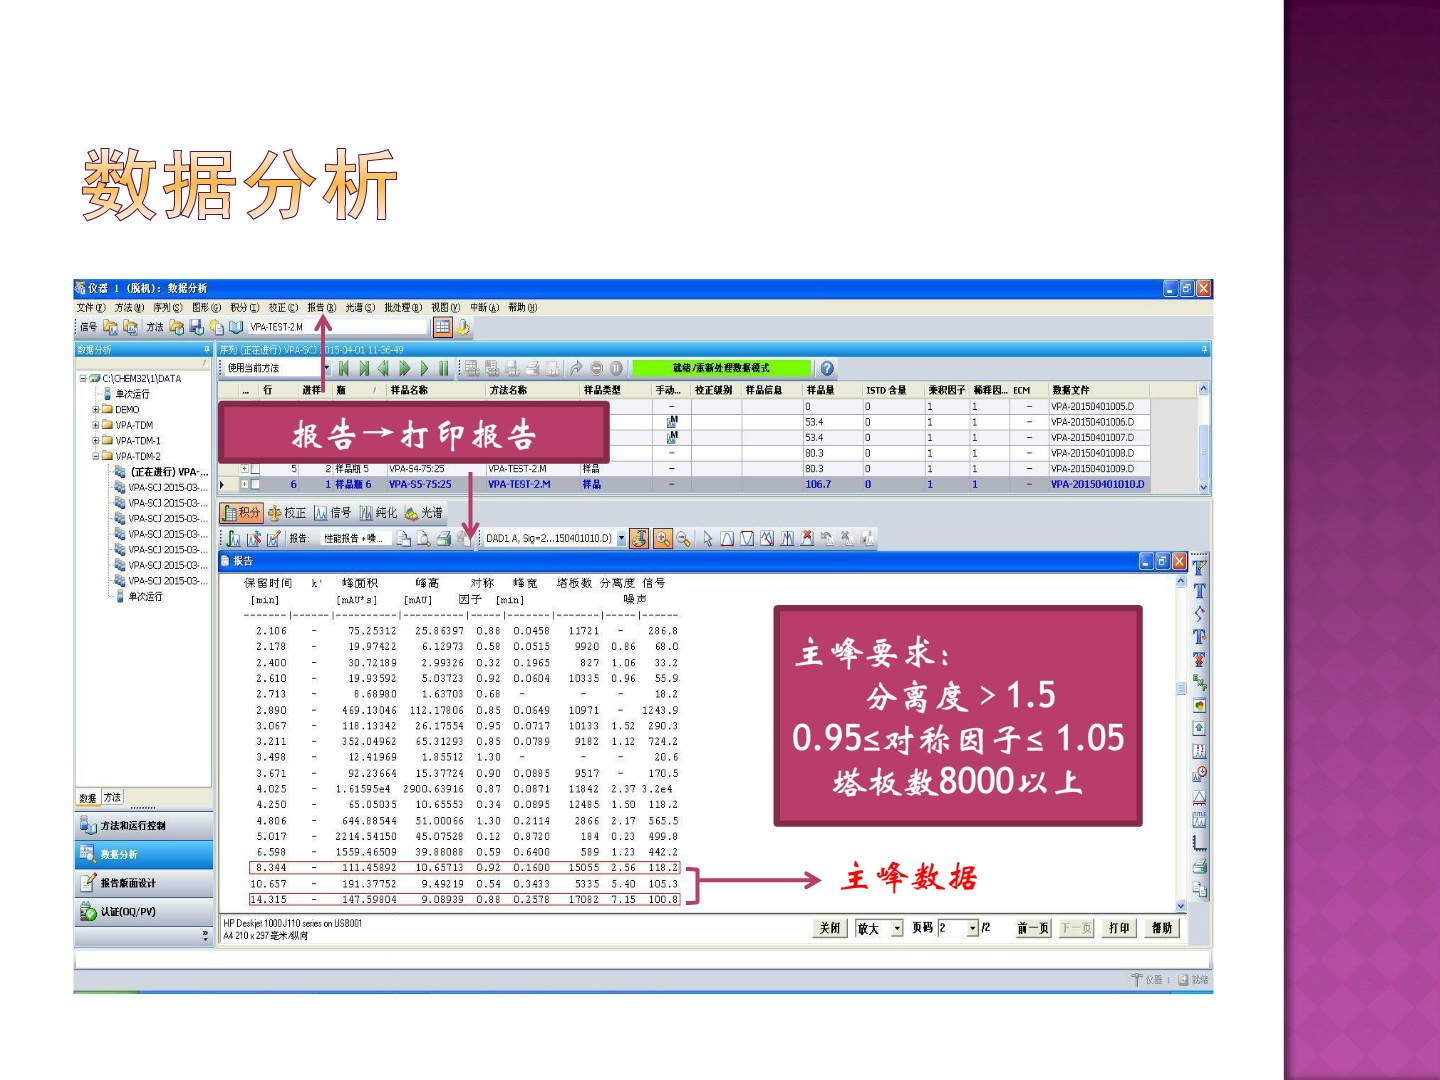 数据分析
仪器 1 (脱机): 数据分析
文件(F) 方法(M) 序列(S) 图形(G) 积分(I) 校正(C) 报告(R) 光谱(S) 批处理(B) 视图(V) 中断(A) 帮助(H)
信号 方法 VPA-TEST-2.M
数据分析
序列 (正在进行) VPA-SCJ 2015-04-01 11-36-49
使用当前方法 就绪/重新处理数据模式
... 行 进样 瓶 / 样品名称 方法名称 样品类型 手动... 校正级别 样品信息 样品量 ISTD 含量 乘积因子 稀释因... ECM 数据文件
– 0 0 1 1 – VPA-20150401005.D
53.4 0 1 1 – VPA-20150401006.D
53.4 0 1 1 – VPA-20150401007.D
– 80.3 0 1 1 – VPA-20150401008.D
5 2 样品瓶 5 VPA-S4-75:25 VPA-TEST-2.M 样品 – 80.3 0 1 1 – VPA-20150401009.D
6 1 样品瓶 6 VPA-S5-75:25 VPA-TEST-2.M 样品 – 106.7 0 1 1 – VPA-20150401010.D
报告→打印报告
C:\CHEM32\1\DATA
单次运行
DEMO
VPA-TDM
VPA-TDM-1
VPA-TDM-2
(正在进行) VPA-...
VPA-SCJ 2015-03-...
VPA-SCJ 2015-03-...
VPA-SCJ 2015-03-...
VPA-SCJ 2015-03-...
VPA-SCJ 2015-03-...
VPA-SCJ 2015-03-...
VPA-SCJ 2015-03-...
单次运行
数据 方法
方法和运行控制
数据分析
报告版面设计
认证(OQ/PV)
积分 校正 信号 纯化 光谱
报告: 性能报告+噪... DAD1 A, Sig=2...150401010.D)
报告
保留时间 k' 峰面积 峰高 对称 峰宽 塔板数 分离度 信号
[min] [mAU*s] [mAU] 因子 [min] 噪声
-------|------|----------|----------|-----|-------|-------|-----|------
2.106 - 75.25312 25.86397 0.88 0.0458 11721 - 286.8
2.178 - 19.97422 6.12973 0.58 0.0515 9920 0.86 68.0
2.400 - 30.72189 2.99326 0.32 0.1965 827 1.06 33.2
2.610 - 19.93592 5.03723 0.92 0.0604 10335 0.96 55.9
2.713 - 8.68980 1.63703 0.68 - - - 18.2
2.890 - 469.13046 112.17806 0.85 0.0649 10971 - 1243.9
3.067 - 118.13342 26.17554 0.95 0.0717 10133 1.52 290.3
3.211 - 352.04962 65.31293 0.85 0.0789 9182 1.12 724.2
3.498 - 12.41969 1.85512 1.30 - - - 20.6
3.671 - 92.23664 15.37724 0.90 0.0885 9517 - 170.5
4.025 - 1.61595e4 2900.63916 0.87 0.0871 11842 2.37 3.2e4
4.250 - 65.05035 10.65553 0.34 0.0895 12485 1.50 118.2
4.806 - 644.88544 51.00066 1.30 0.2114 2866 2.17 565.5
5.017 - 2214.54150 45.07528 0.12 0.8720 184 0.23 499.8
6.598 - 1559.46509 39.88088 0.59 0.6400 589 1.23 442.2
8.344 - 111.45892 10.65713 0.92 0.1600 15055 2.56 118.2
10.657 - 191.37752 9.49219 0.54 0.3433 5335 5.40 105.3
14.315 - 147.59804 9.08939 0.88 0.2578 17082 7.15 100.8
主峰要求：
分离度﹥1.5
0.95≤对称因子≤ 1.05
塔板数8000以上
主峰数据
HP Deskjet 1000 J110 series on USB001
A4 210 x 297 毫米/纵向
关闭 放大 页码 2 /2 前一页 下一页 打印 帮助
仪器 1 就绪